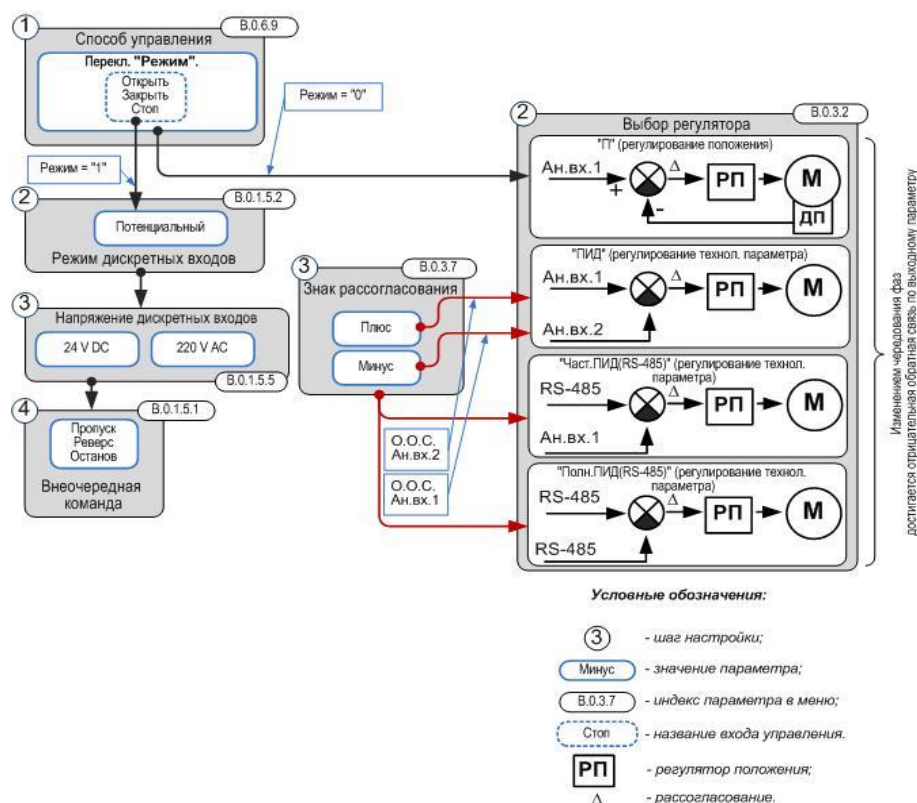 1
B.0.6.9
Способ управления
Перекл. "Режим".
Открыть
Закрыть
Стоп
Режим = "0"
Режим = "1"
2
B.0.1.5.2
Потенциальный
Режим дискретных входов
3
Напряжение дискретных входов
24 V DC
220 V AC
B.0.1.5.5
4
B.0.1.5.1
Пропуск
Реверс
Останов
Внеочередная
команда
3
B.0.3.7
Знак рассогласования
Плюс
Минус
О.О.С.
Ан.вх.2
О.О.С.
Ан.вх.1
2
B.0.3.2
Выбор регулятора
"П" (регулирование положения)
Ан.вх.1
+
-
Δ
РП
М
ДП
"ПИД" (регулирование технол. параметра)
Ан.вх.1
Ан.вх.2
Δ
РП
М
"Част.ПИД(RS-485)" (регулирование технол.
параметра)
RS-485
Ан.вх.1
Δ
РП
М
"Полн.ПИД(RS-485)" (регулирование технол.
параметра)
RS-485
RS-485
Δ
РП
М
Изменением чередования фаз
достигается отрицательная обратная связь по выходному параметру
Условные обозначения:
3 - шаг настройки;
Минус - значение параметра;
B.0.3.7 - индекс параметра в меню;
Стоп - название входа управления.
РП - регулятор положения;
Δ - рассогласование.